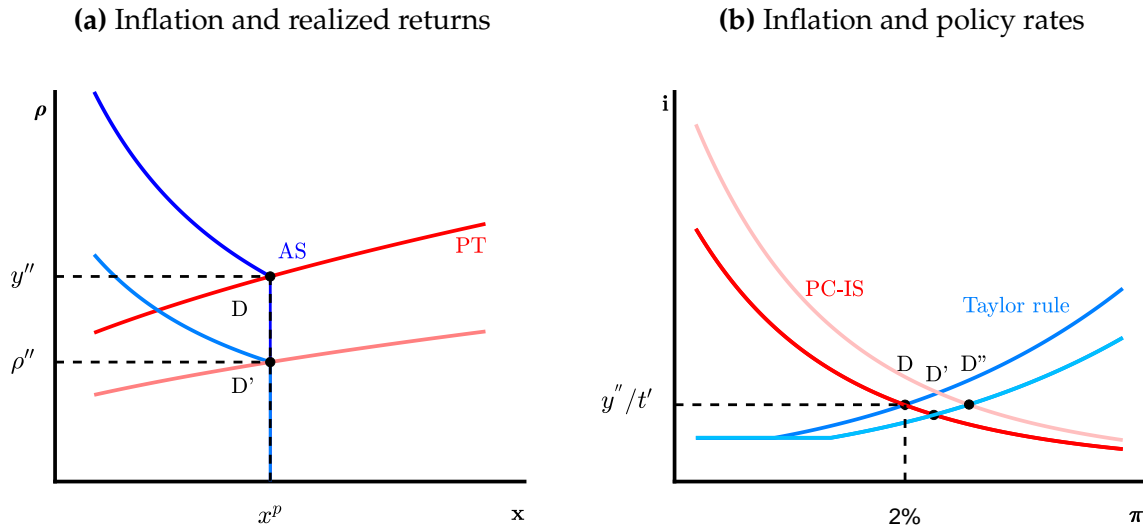 (a) Inflation and realized returns
ρ
AS
PT
y''
D
ρ''
D'
x^p
x
(b) Inflation and policy rates
i
PC-IS
Taylor rule
D
D'
D''
y''/t'
2%
π